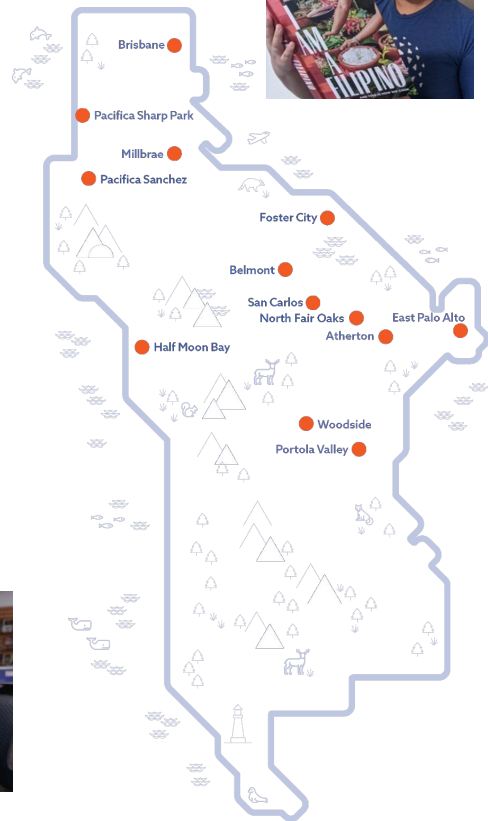 AM
A
FILIPINO
Brisbane
Pacifica Sharp Park
Millbrae
Pacifica Sanchez
Foster City
Belmont
San Carlos
North Fair Oaks
East Palo Alto
Atherton
Half Moon Bay
Woodside
Portola Valley